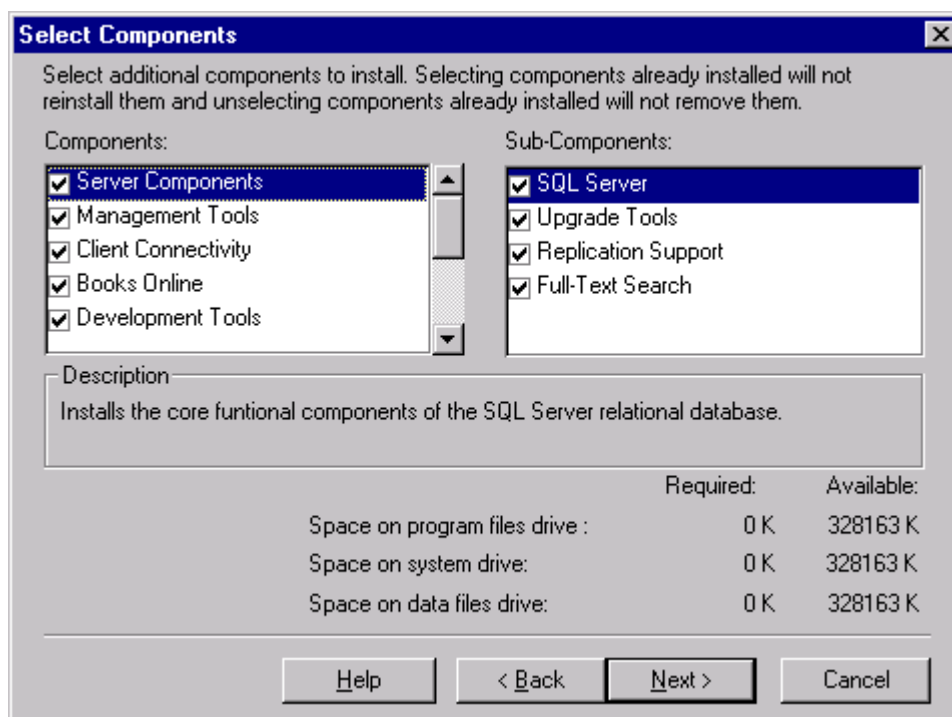 Select Components
Select additional components to install. Selecting components already installed will not
reinstall them and unselecting components already installed will not remove them.
Components:
Server Components
Management Tools
Client Connectivity
Books Online
Development Tools
Sub-Components:
SQL Server
Upgrade Tools
Replication Support
Full-Text Search
Description
Installs the core funtional components of the SQL Server relational database.
Required: Available:
Space on program files drive : 0 K 328163 K
Space on system drive: 0 K 328163 K
Space on data files drive: 0 K 328163 K
Help < Back Next > Cancel